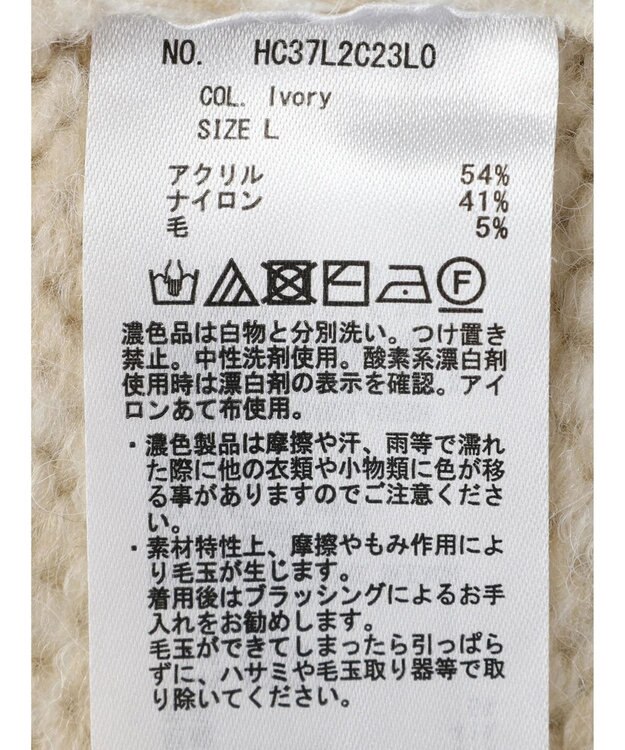 NO. HC37L2C23L0
COL. Ivory
SIZE L
アクリル 54%
ナイロン 41%
毛 5%
F
濃色品は白物と分別洗い。つけ置き
禁止。中性洗剤使用。酸素系漂白剤
使用時は漂白剤の表示を確認。アイ
ロンあて布使用。
・濃色製品は摩擦や汗、雨等で濡れ
た際に他の衣類や小物類に色が移
る事がありますのでご注意くださ
い。
・素材特性上、摩擦やもみ作用によ
り毛玉が生じます。
着用後はブラッシングによるお手
入れをお勧めします。
毛玉ができてしまったら引っぱら
ずに、ハサミや毛玉取り器等で取
り除いてください。